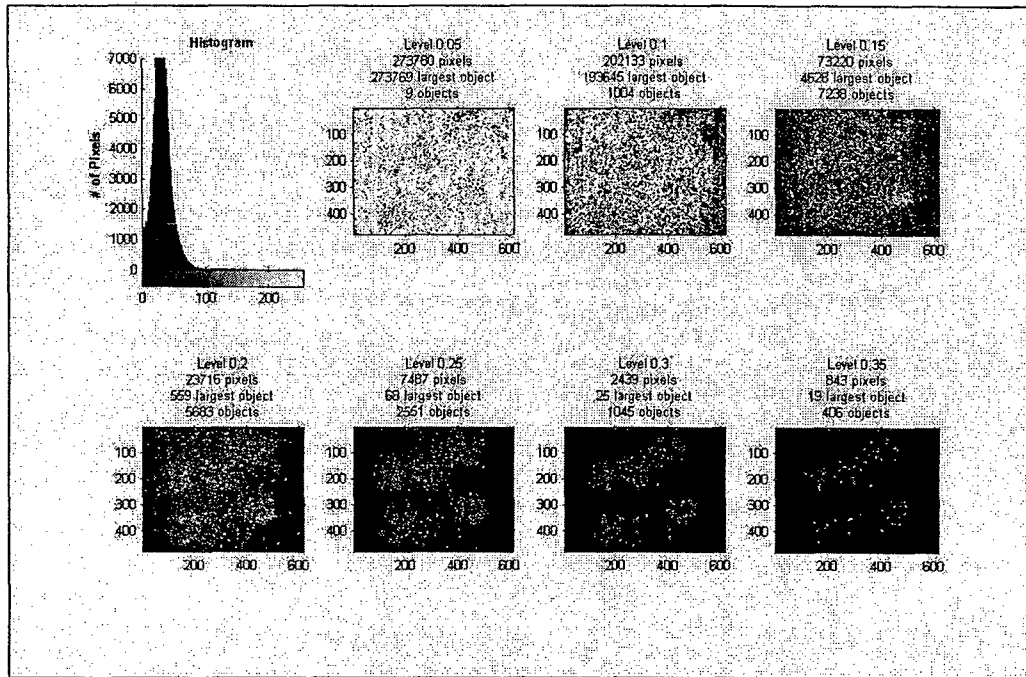 Histogram
7000
6000
5000
4000
3000
2000
1000
0
# of Pixels
0 100 200
Level 0.05
273780 pixels
273769 largest object
9 objects
100
200
300
400
200 400 600
Level 0.1
202133 pixels
193645 largest object
1004 objects
100
200
300
400
200 400 600
Level 0.15
73220 pixels
4628 largest object
7238 objects
100
200
300
400
200 400 600
Level 0.2
23716 pixels
559 largest object
5683 objects
100
200
300
400
200 400 600
Level 0.25
7487 pixels
68 largest object
2551 objects
100
200
300
400
200 400 600
Level 0.3
2439 pixels
25 largest object
1045 objects
100
200
300
400
200 400 600
Level 0.35
843 pixels
19 largest object
406 objects
100
200
300
400
200 400 600